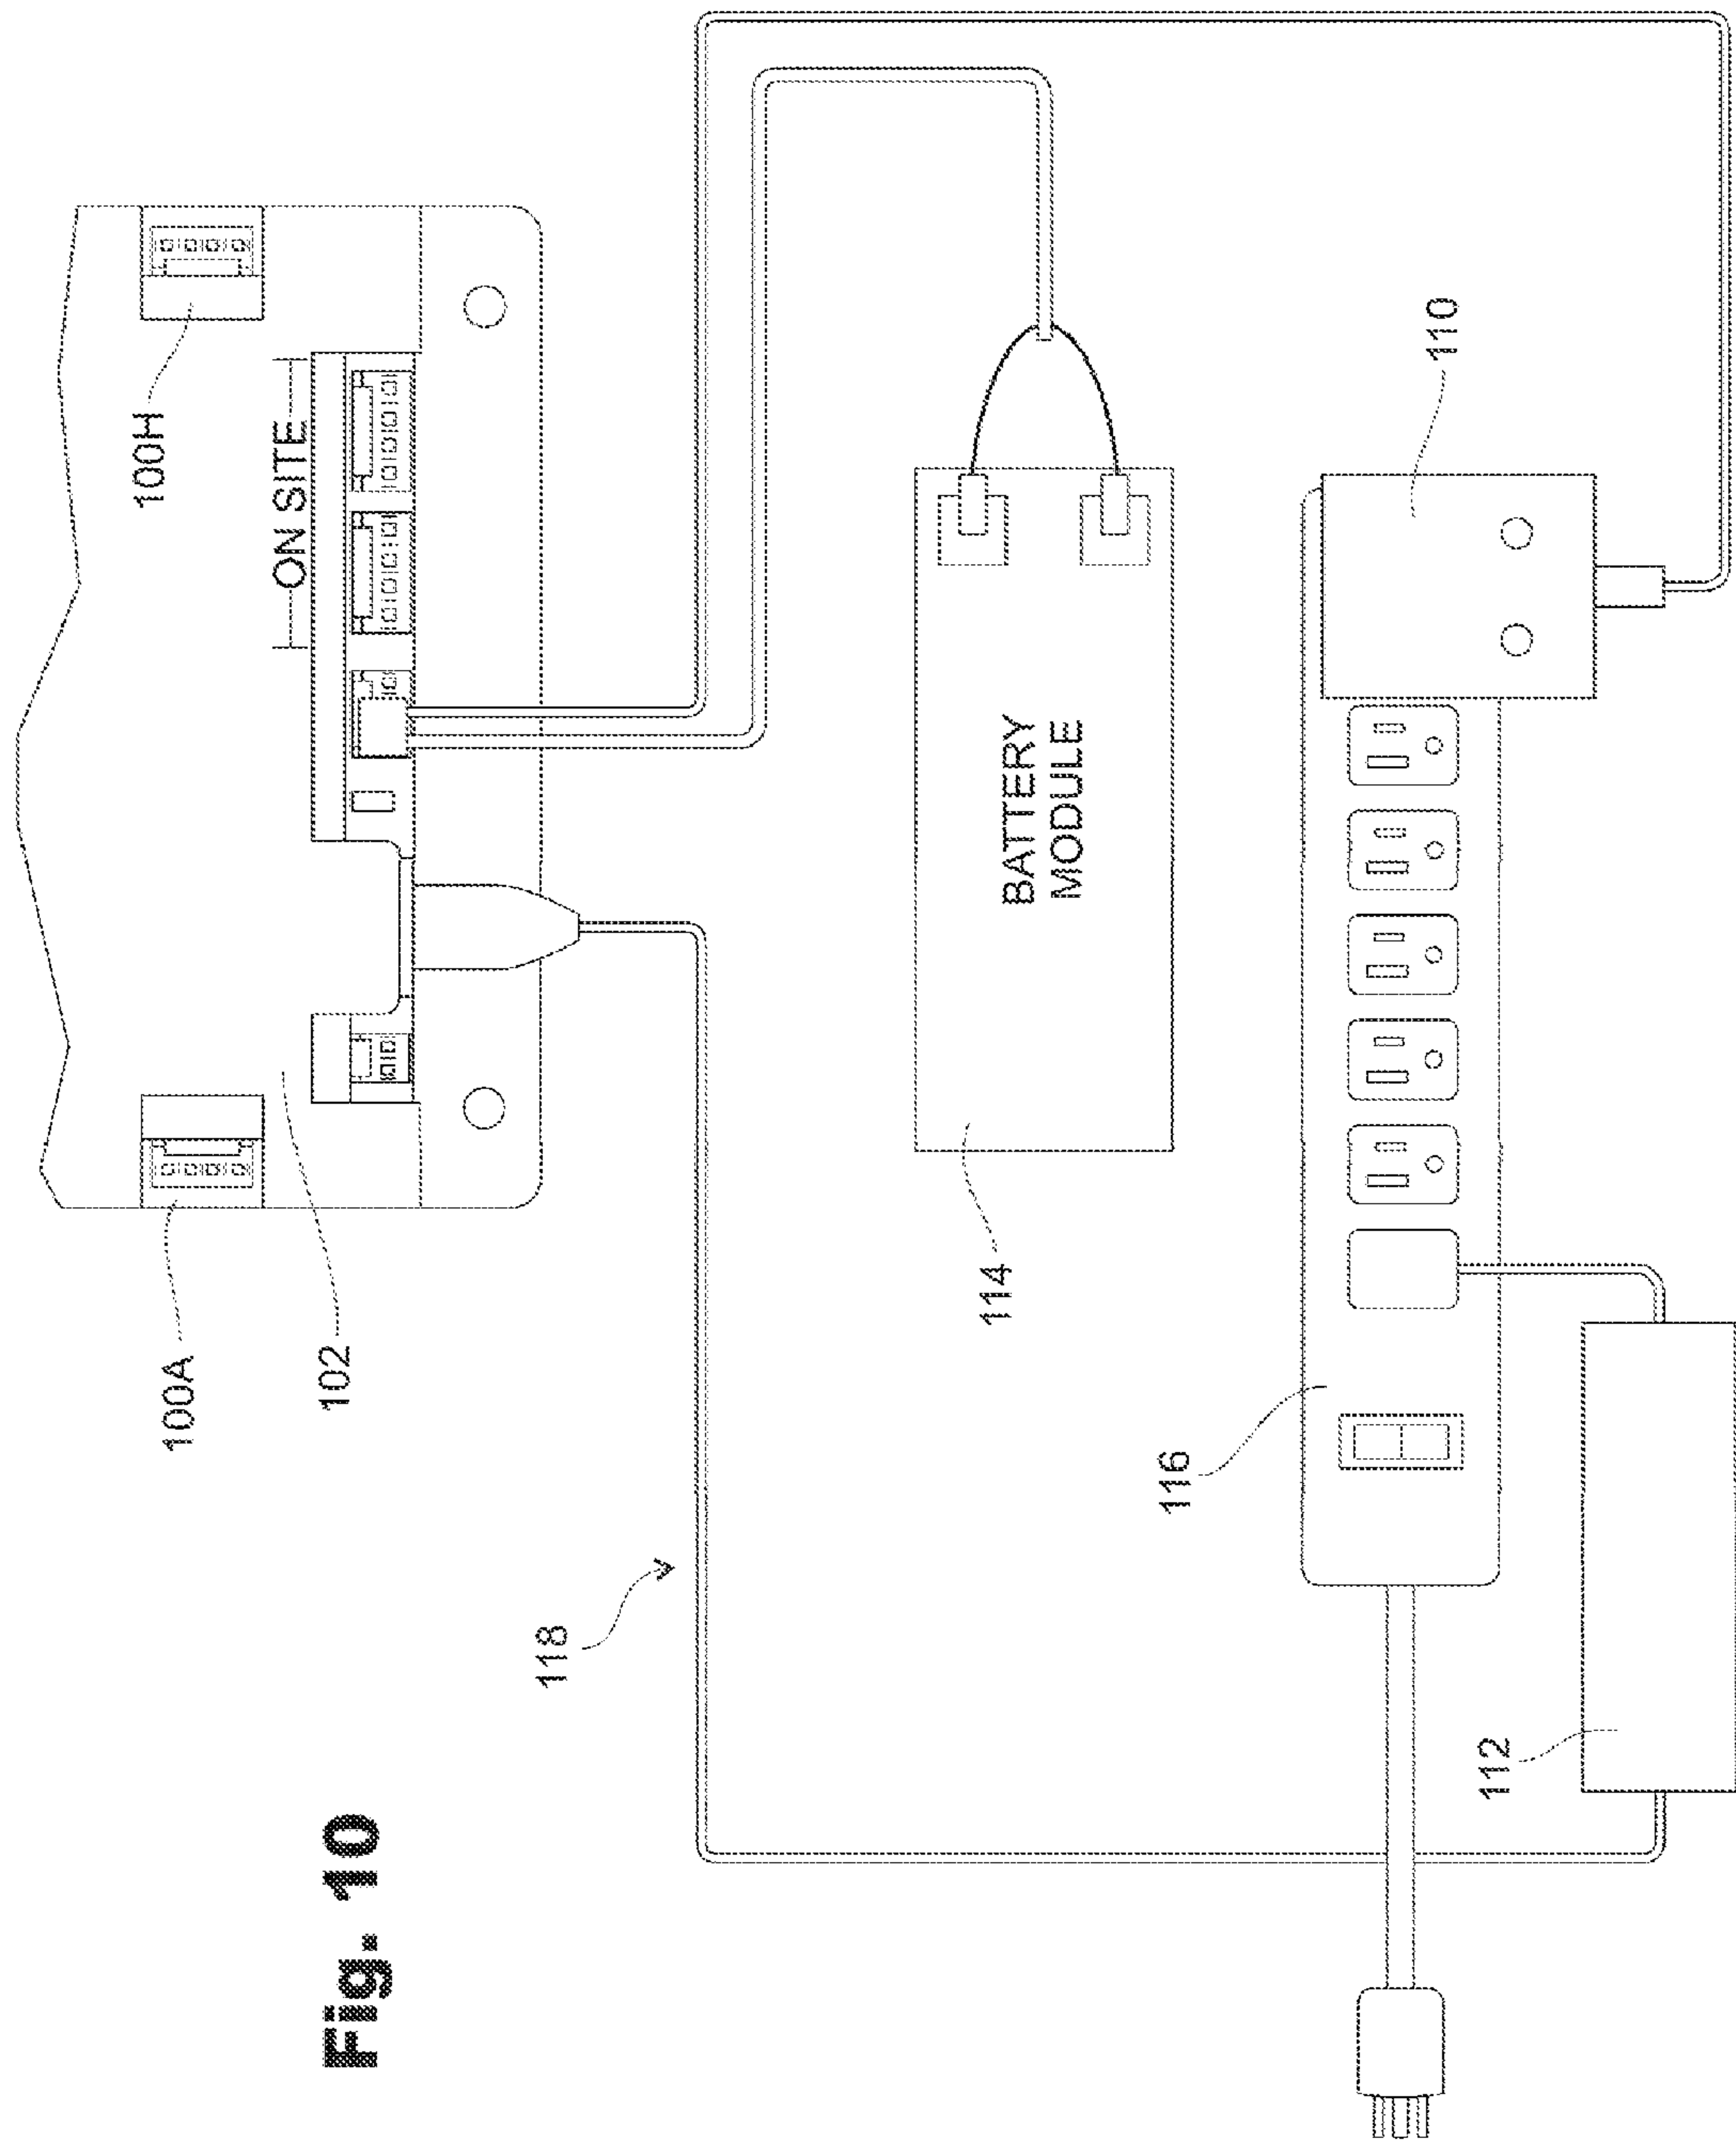 Fig. 10
100A
102
100H
ON SITE
118
114
BATTERY
MODULE
116
110
112